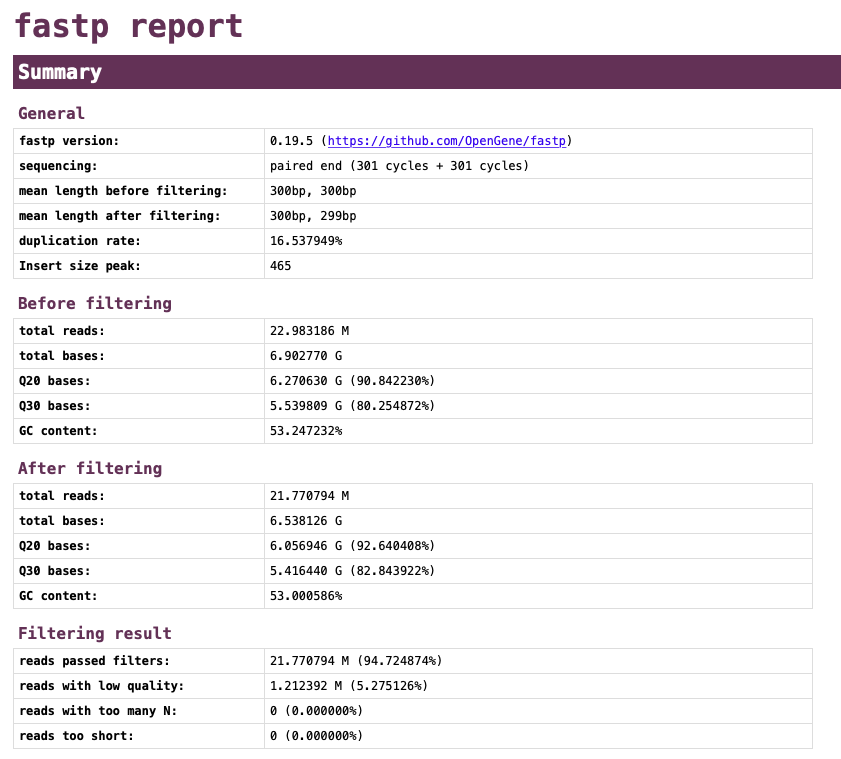 fastp report
Summary
General
fastp version: 0.19.5 (https://github.com/OpenGene/fastp)
sequencing: paired end (301 cycles + 301 cycles)
mean length before filtering: 300bp, 300bp
mean length after filtering: 300bp, 299bp
duplication rate: 16.537949%
Insert size peak: 465
Before filtering
total reads: 22.983186 M
total bases: 6.902770 G
Q20 bases: 6.270630 G (90.842230%)
Q30 bases: 5.539809 G (80.254872%)
GC content: 53.247232%
After filtering
total reads: 21.770794 M
total bases: 6.538126 G
Q20 bases: 6.056946 G (92.640408%)
Q30 bases: 5.416440 G (82.843922%)
GC content: 53.000586%
Filtering result
reads passed filters: 21.770794 M (94.724874%)
reads with low quality: 1.212392 M (5.275126%)
reads with too many N: 0 (0.000000%)
reads too short: 0 (0.000000%)